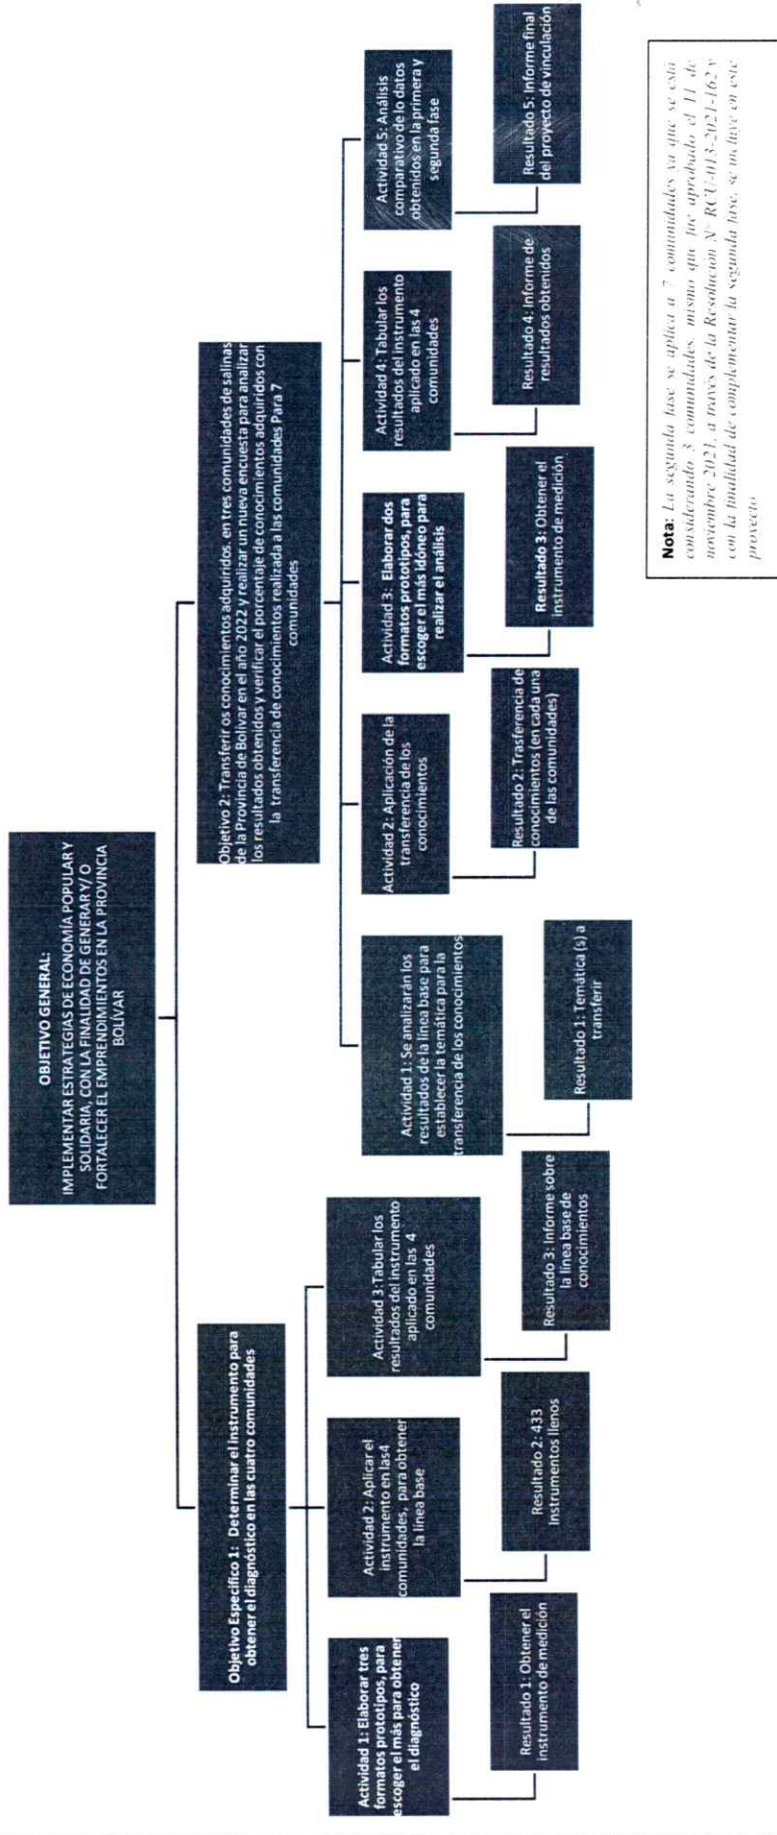 OBJETIVO GENERAL:
IMPLEMENTAR ESTRATEGIAS DE ECONOMÍA POPULAR Y
SOLIDARIA, CON LA FINALIDAD DE GENERAR Y/O
FORTALECER EL EMPRENDIMIENTOS EN LA PROVINCIA
BOLÍVAR
Objetivo Específico 1: Determinar el instrumento para
obtener el diagnóstico en las cuatro comunidades
Actividad 1: Elaborar tres
formatos prototipos, para
escoger el más para obtener
el diagnóstico
Resultado 1: Obtener el
instrumento de medición
Actividad 2: Aplicar el
instrumento en las4
comunidades, para obtener
la línea base
Resultado 2: 433
Instrumentos llenos
Actividad 3:Tabular los
resultados del instrumento
aplicado en las 4
comunidades
Resultado 3: Informe sobre
la línea base de
conocimientos
Objetivo 2: Transferir os conocimientos adquiridos, en tres comunidades de salinas
de la Provincia de Bolívar en el año 2022 y realizar un nueva encuesta para analizar
los resultados obtenidos y verificar el porcentaje de conocimientos adquiridos con
la transferencia de conocimientos realizada a las comunidades Para 7
comunidades
Actividad 1: Se analizarán los
resultados de la línea base para
establecer la temática para la
transferencia de los conocimientos
Resultado 1: Temática (s) a
transferir
Actividad 2: Aplicación de la
transferencia de los
conocimientos
Resultado 2: Trasferencia de
conocimientos (en cada una
de las comunidades)
Actividad 3: Elaborar dos
formatos prototipos, para
escoger el más idóneo para
realizar el análisis
Resultado 3: Obtener el
instrumento de medición
Actividad 4: Tabular los
resultados del instrumento
aplicado en las 4
comunidades
Resultado 4: Informe de
resultados obtenidos
Actividad 5: Análisis
comparativo de lo datos
obtenidos en la primera y
segunda fase
Resultado 5: Informe final
del proyecto de vinculación
Nota: La segunda fase se aplica a 7 comunidades ya que se está
considerando 3 comunidades, mismo que fue aprobado el 11 de
noviembre 2021, a través de la Resolución N° RCU-013-2021-162 y
con la finalidad de complementar la segunda fase, se incluye en este
proyecto